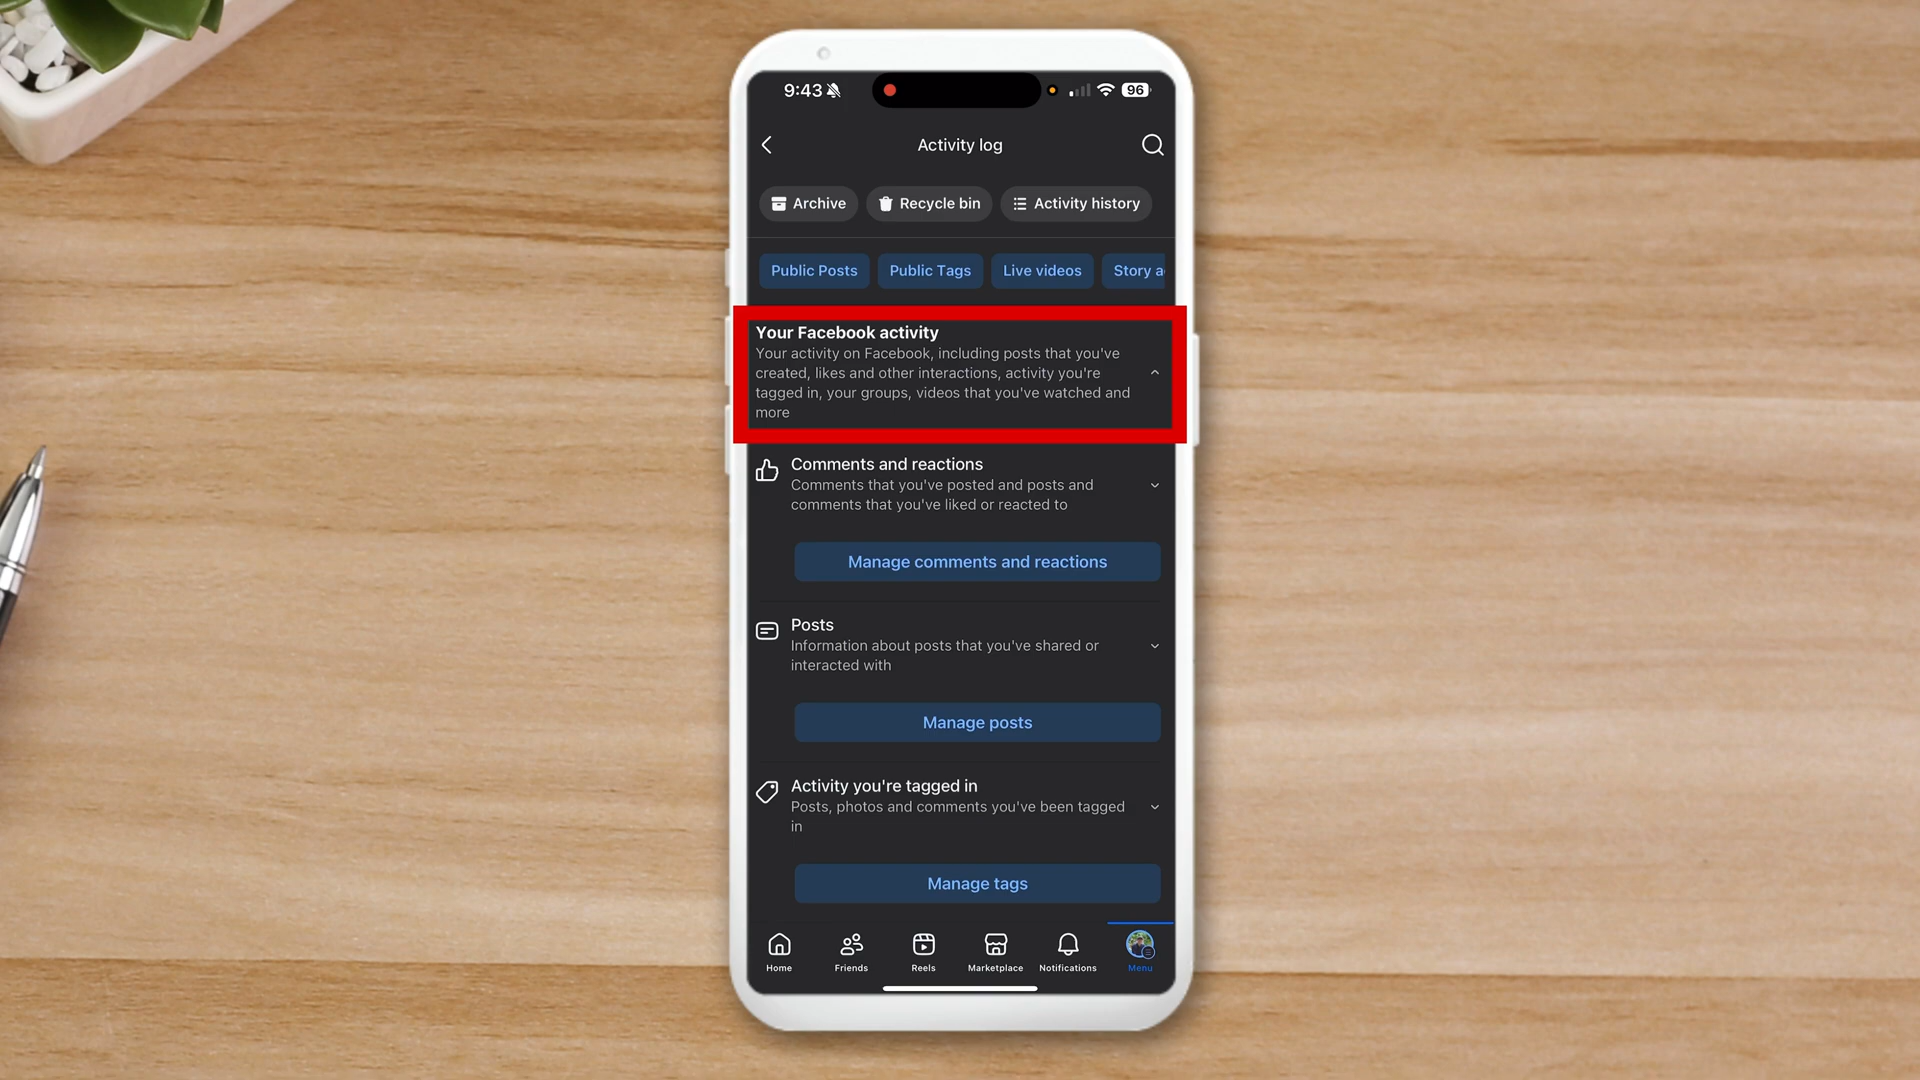 9:43
96
Activity log
Archive
Recycle bin
Activity history
Public Posts
Public Tags
Live videos
Story a
Your Facebook activity
Your activity on Facebook, including posts that you've
created, likes and other interactions, activity you're
tagged in, your groups, videos that you've watched and
more
Comments and reactions
Comments that you've posted and posts and
comments that you've liked or reacted to
Manage comments and reactions
Posts
Information about posts that you've shared or
interacted with
Manage posts
Activity you're tagged in
Posts, photos and comments you've been tagged
in
Manage tags
Home
Friends
Reels
Marketplace
Notifications
Menu